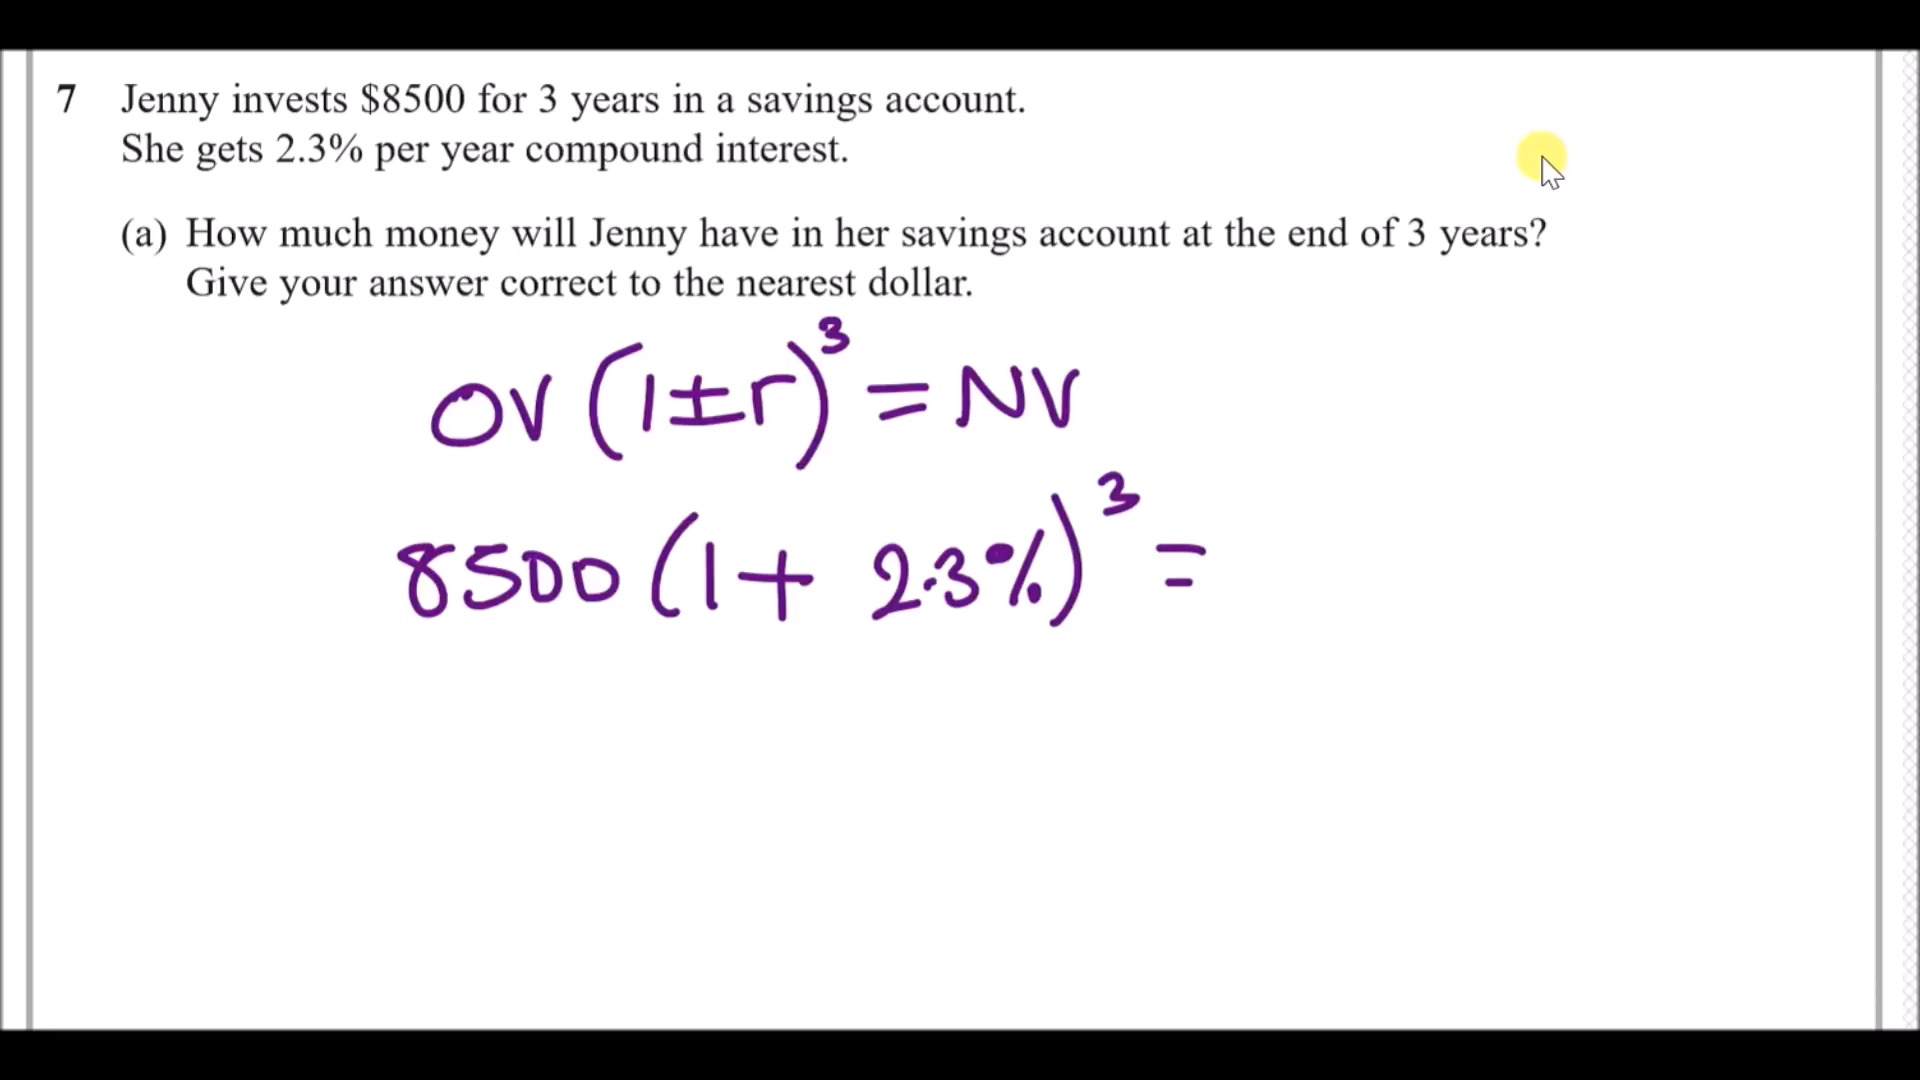 7 Jenny invests $8500 for 3 years in a savings account.
She gets 2.3% per year compound interest.
(a) How much money will Jenny have in her savings account at the end of 3 years?
Give your answer correct to the nearest dollar.
OV (1±r)³ = NV
8500 (1+ 2.3%)³ =